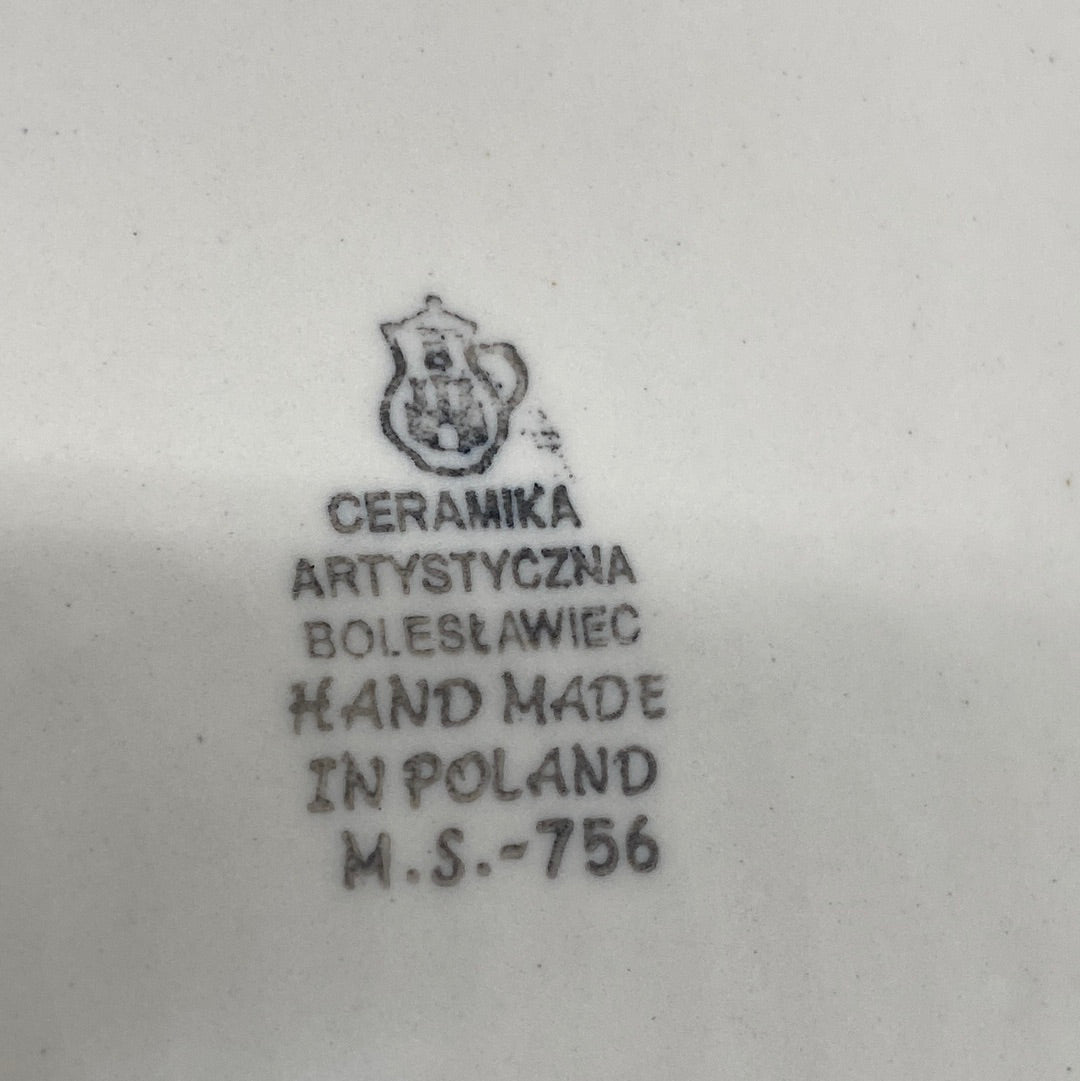 CERAMIKA
ARTYSTYCZNA
BOLESŁAWIEC
HAND MADE
IN POLAND
M.S.-756